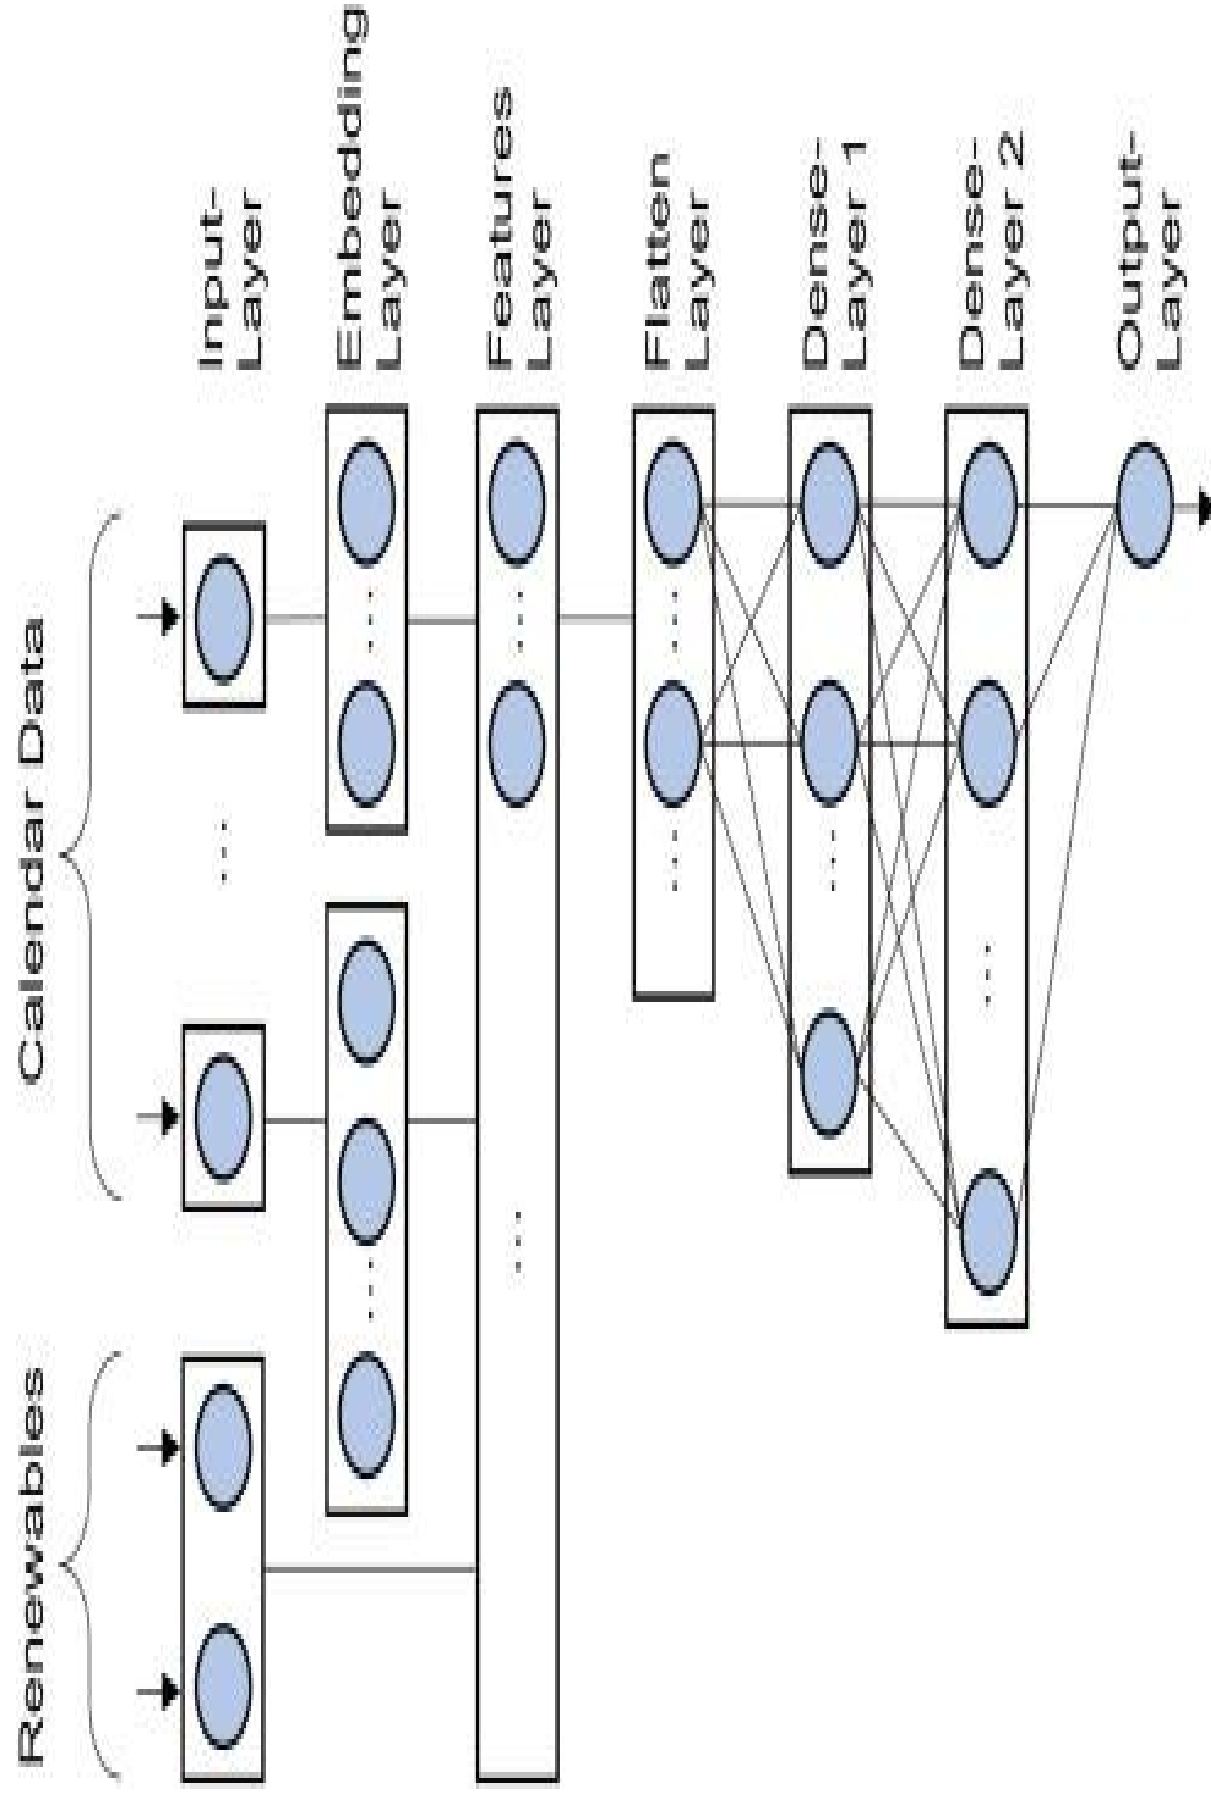 Renewables
Calendar Data
Input-
Layer
Embedding
Layer
Features
Layer
Flatten
Layer
Dense-
Layer 1
Dense-
Layer 2
Output-
Layer